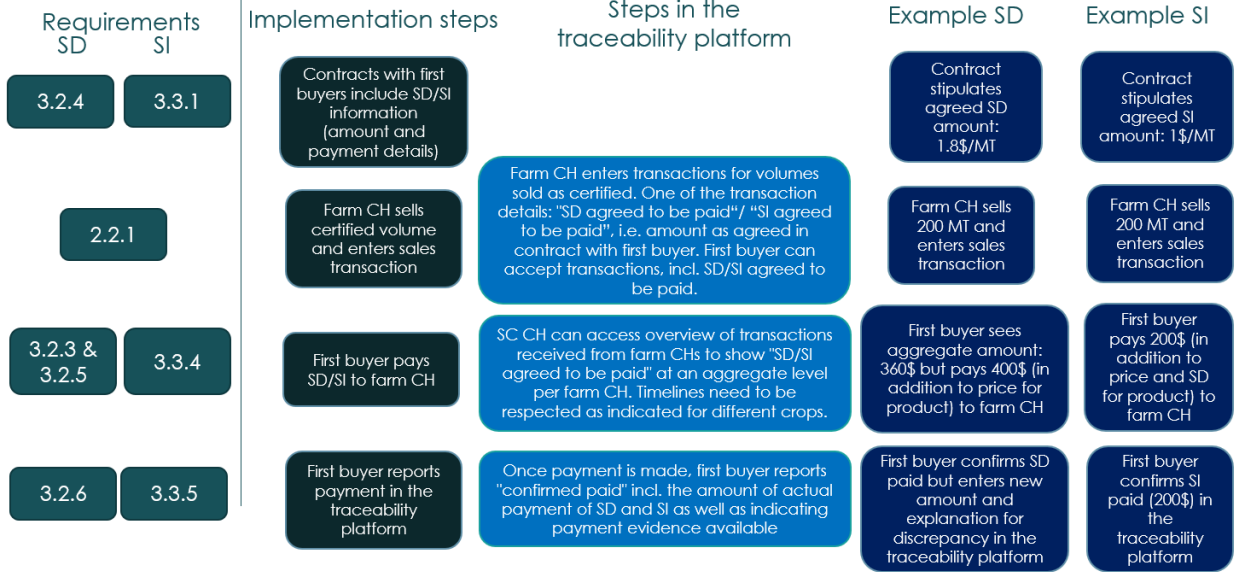 Requirements
SD
SI
Implementation steps
Steps in the
traceability platform
Example SD
Example SI
3.2.4
3.3.1
Contracts with first
buyers include SD/SI
information
(amount and
payment details)
Contract
stipulates
agreed SD
amount:
1.8$/MT
Contract
stipulates
agreed SI
amount: 1$/MT
2.2.1
Farm CH sells
certified volume
and enters sales
transaction
Farm CH enters transactions for volumes
sold as certified. One of the transaction
details: "SD agreed to be paid“/ “SI agreed
to be paid”, i.e. amount as agreed in
contract with first buyer. First buyer can
accept transactions, incl. SD/SI agreed to
be paid.
Farm CH sells
200 MT and
enters sales
transaction
Farm CH sells
200 MT and
enters sales
transaction
3.2.3 &
3.2.5
3.3.4
First buyer pays
SD/SI to farm CH
SC CH can access overview of transactions
received from farm CHs to show "SD/SI
agreed to be paid" at an aggregate level
per farm CH. Timelines need to be
respected as indicated for different crops.
First buyer sees
aggregate amount:
360$ but pays 400$ (in
addition to price for
product) to farm CH
First buyer
pays 200$ (in
addition to
price and SD
for product) to
farm CH
3.2.6
3.3.5
First buyer reports
payment in the
traceability
platform
Once payment is made, first buyer reports
"confirmed paid" incl. the amount of actual
payment of SD and SI as well as indicating
payment evidence available
First buyer confirms SD
paid but enters new
amount and
explanation for
discrepancy in the
traceability platform
First buyer
confirms SI
paid (200$) in
the
traceability
platform